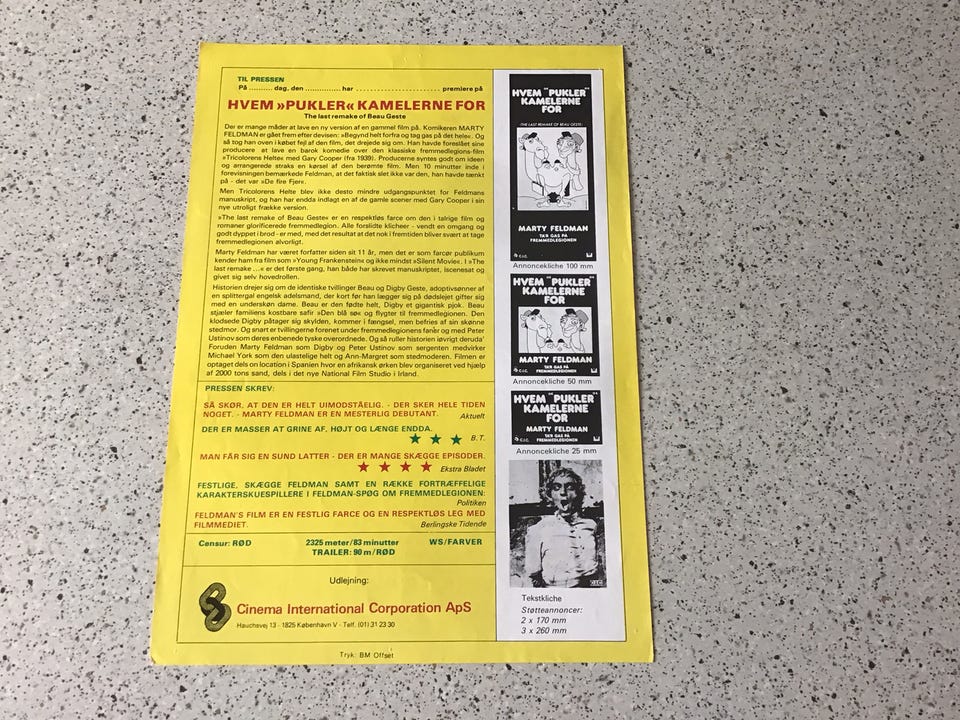 TIL PRESSEN
På .......... dag, den ............... har ............................ premiere på
HVEM »PUKLER« KAMELERNE FOR
The last remake of Beau Geste
Der er mange måder at lave en ny version af en gammel film på. Komikeren MARTY
FELDMAN er gået frem efter devisen: »Begynd helt forfra og tag gas på det hele«. Og
så tog han oven i købet fejl af den film, det drejede sig om. Han havde foreslået sine
producere at lave en barok komedie over den klassiske fremmedlegions-film
»Tricolorens Helte« med Gary Cooper (fra 1939). Producerne syntes godt om ideen
og arrangerede straks en kørsel af den berømte film. Men 10 minutter inde i
forevisningen bemærkede Feldman, at det faktisk slet ikke var den, han havde tænkt
på - det var »De fire Fjer«.
Men Tricolorens Helte blev ikke desto mindre udgangspunktet for Feldmans
manuskript, og han har endda indlagt en af de gamle scener med Gary Cooper i sin
nye utroligt frække version.
»The last remake of Beau Geste« er en respektløs farce om den i talrige film og
romaner glorificerede fremmedlegion. Alle forslidte klicheer - vendt en omgang og
godt dyppet i brod - er med, med det resultat at det nok i fremtiden bliver svært at tage
fremmedlegionen alvorligt.
Marty Feldman har været forfatter siden sit 11 år, men det er som farcør publikum
kender ham fra film som »Young Frankenstein« og ikke mindst »Silent Movie«. I »The
last remake ...« er det første gang, han både har skrevet manuskriptet, iscenesat og
givet sig selv hovedrollen.
Historien drejer sig om de identiske tvillinger Beau og Digby Geste, adoptivsønner af
en splittergal engelsk adelsmand, der kort før han lægger sig på dødslejet gifter sig
med en underskøn dame. Beau er den fødte helt, Digby et gigantisk pjok. Beau
stjæler familiens kostbare safir »Den blå sø« og flygter til fremmedlegionen. Den
klodsede Digby påtager sig skylden, kommer i fængsel, men befries af sin skønne
stedmor. Og snart er tvillingerne forenet under fremmedlegionens faner og med Peter
Ustinov som deres enbenede tyske overordnede. Og så ruller historien iøvrigt deruda'
Foruden Marty Feldman som Digby og Peter Ustinov som sergenten medvirker
Michael York som den ulastelige helt og Ann-Margret som stedmoderen. Filmen er
optaget dels on location i Spanien hvor en afrikansk ørken blev organiseret ved hjælp
af 2000 tons sand, dels i det nye National Film Studio i Irland.
PRESSEN SKREV:
SÅ SKØR, AT DEN ER HELT UIMODSTÅELIG. - DER SKER HELE TIDEN
NOGET. - MARTY FELDMAN ER EN MESTERLIG DEBUTANT. Aktuelt
DER ER MASSER AT GRINE AF, HØJT OG LÆNGE ENDDA.
★ ★ ★ B.T.
MAN FÅR SIG EN SUND LATTER - DER ER MANGE SKÆGGE EPISODER.
★ ★ ★ ★ Ekstra Bladet
FESTLIGE, SKÆGGE FELDMAN SAMT EN RÆKKE FORTRÆFFELIGE
KARAKTERSKUESPILLERE I FELDMAN-SPØG OM FREMMEDLEGIONEN:
Politiken
FELDMAN'S FILM ER EN FESTLIG FARCE OG EN RESPEKTLØS LEG MED
FILMMEDIET. Berlingske Tidende
Censur: RØD 2325 meter/83 minutter WS/FARVER
TRAILER: 90 m/RØD
Udlejning:
Cinema International Corporation ApS
Hauchsvej 13 · 1825 København V · Telf. (01) 31 23 30
Tryk: BM Offset
HVEM "PUKLER"
KAMELERNE
FOR
(THE LAST REMAKE OF BEAU GESTE)
MARTY FELDMAN
TA'R GAS PÅ
FREMMEDLEGIONEN
C.I.C.
Annoncekliche 100 mm
HVEM "PUKLER"
KAMELERNE
FOR
MARTY FELDMAN
TA'R GAS PÅ
FREMMEDLEGIONEN
C.I.C.
Annoncekliche 50 mm
HVEM "PUKLER"
KAMELERNE
FOR
MARTY FELDMAN
TA'R GAS PÅ
FREMMEDLEGIONEN
C.I.C.
Annoncekliche 25 mm
Tekstkliche
Støtteannoncer:
2 x 170 mm
3 x 260 mm